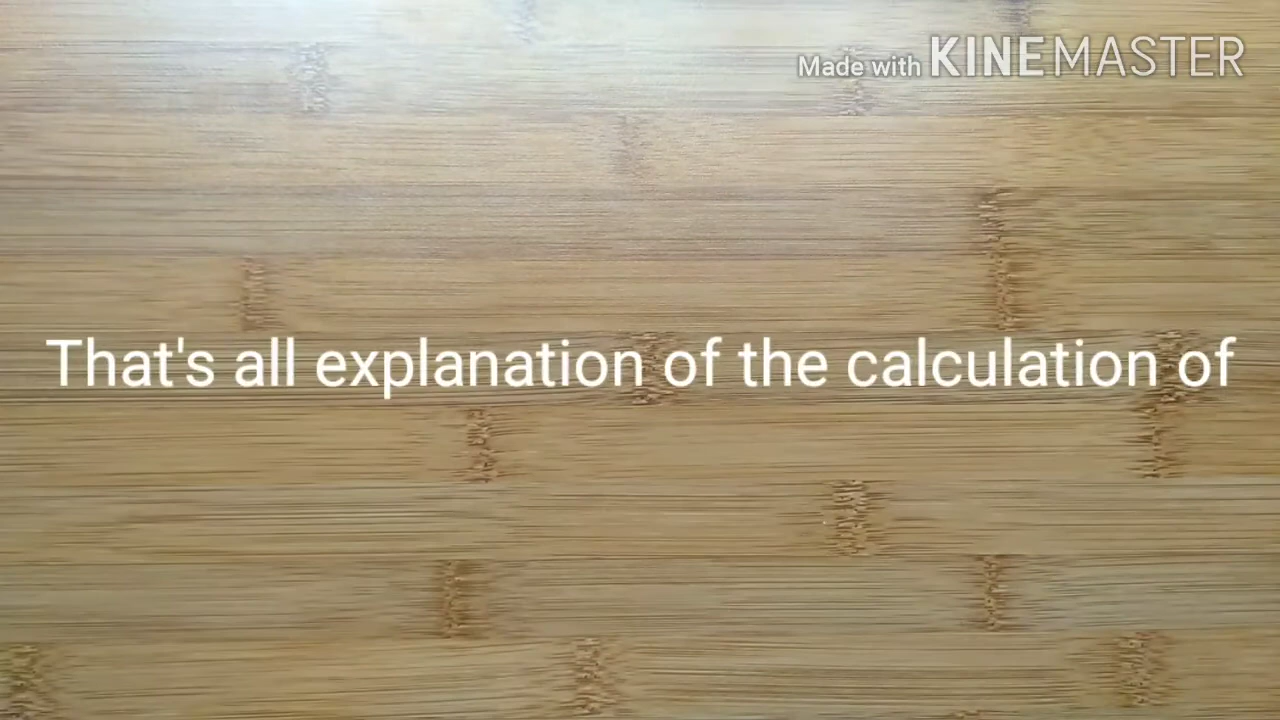 Made with KINEMASTER
That's all explanation of the calculation of